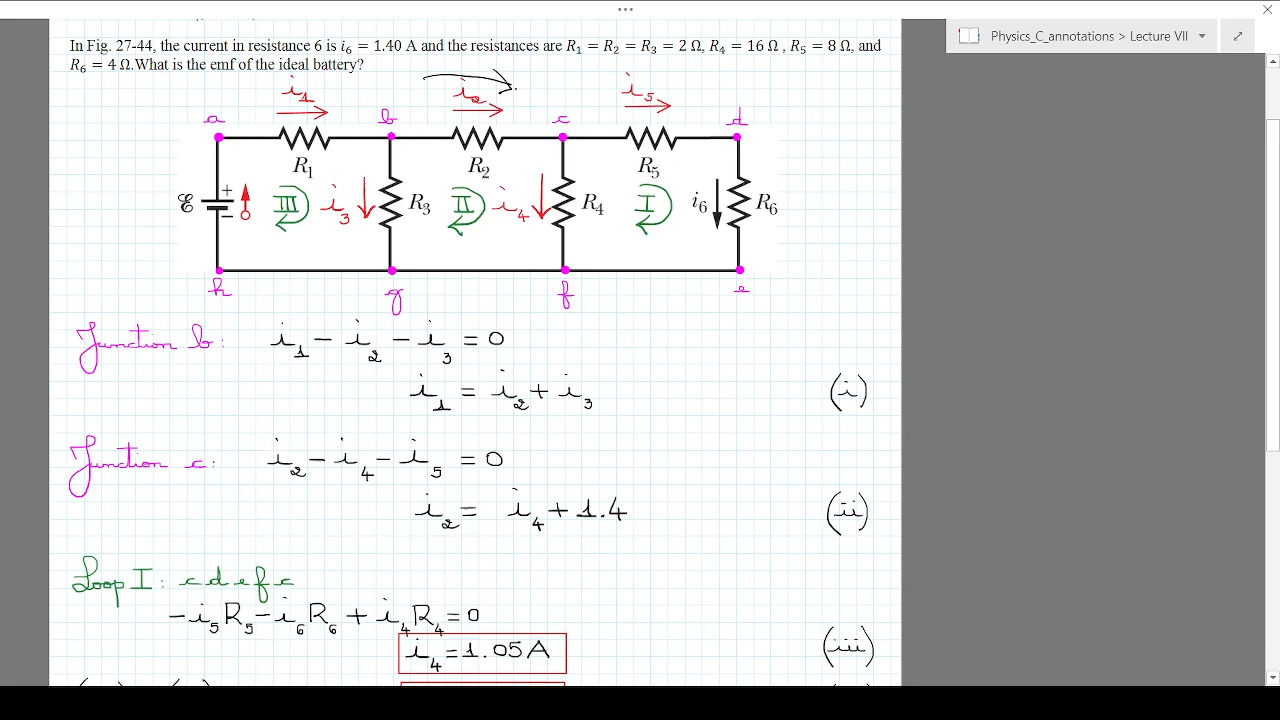 Physics_C_annotations > Lecture VII
In Fig. 27-44, the current in resistance 6 is i₆ = 1.40 A and the resistances are R₁ = R₂ = R₃ = 2 Ω, R₄ = 16 Ω , R₅ = 8 Ω, and
R₆ = 4 Ω.What is the emf of the ideal battery?
i₁ i₂ i₅
a b c d
R₁ R₂ R₅
ℰ + − III i₃ R₃ II i₄ R₄ I i₆ R₆
h g f e
Junction b: i₁ − i₂ − i₃ = 0
i₁ = i₂ + i₃ (i)
Junction c: i₂ − i₄ − i₅ = 0
i₂ = i₄ + 1.4 (ii)
Loop I: c d e f c
−i₅R₅ − i₆R₆ + i₄R₄ = 0
i₄ = 1.05A (iii)